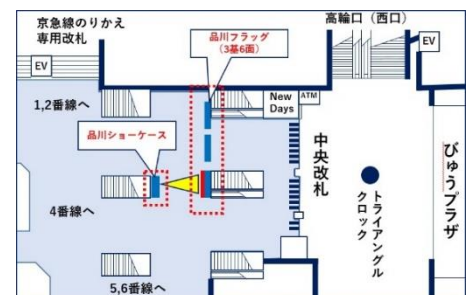 京急線のりかえ
専用改札
EV
品川フラッグ
(3基6面)
高輪口(西口)
EV
1,2番線へ
New
Days
ATM
品川ショーケース
中央改札
びゅうプラザ
4番線へ
トライアングル
クロック
5,6番線へ